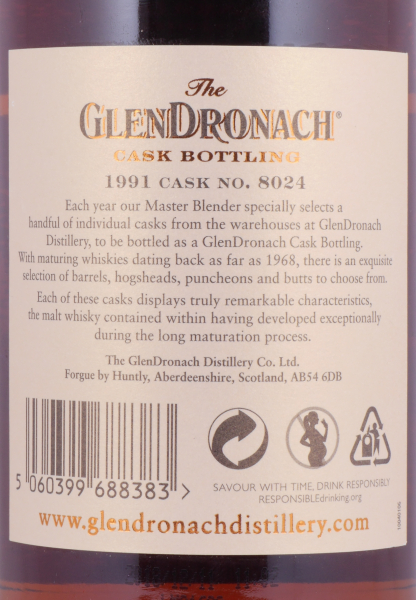 The
GLENDRONACH®
CASK BOTTLING
1991 CASK NO. 8024
Each year our Master Blender specially selects a
handful of individual casks from the warehouses at GlenDronach
Distillery, to be bottled as a GlenDronach Cask Bottling.
With maturing whiskies dating back as far as 1968, there is an exquisite
selection of barrels, hogsheads, puncheons and butts to choose from.
Each of these casks displays truly remarkable characteristics,
the malt whisky contained within having developed exceptionally
during the long maturation process.
The GlenDronach Distillery Co. Ltd.
Forgue by Huntly, Aberdeenshire, Scotland, AB54 6DB
5 060399 688383 >
SAVOUR WITH TIME, DRINK RESPONSIBLY
RESPONSIBLEdrinking.org
www.glendronachdistillery.com